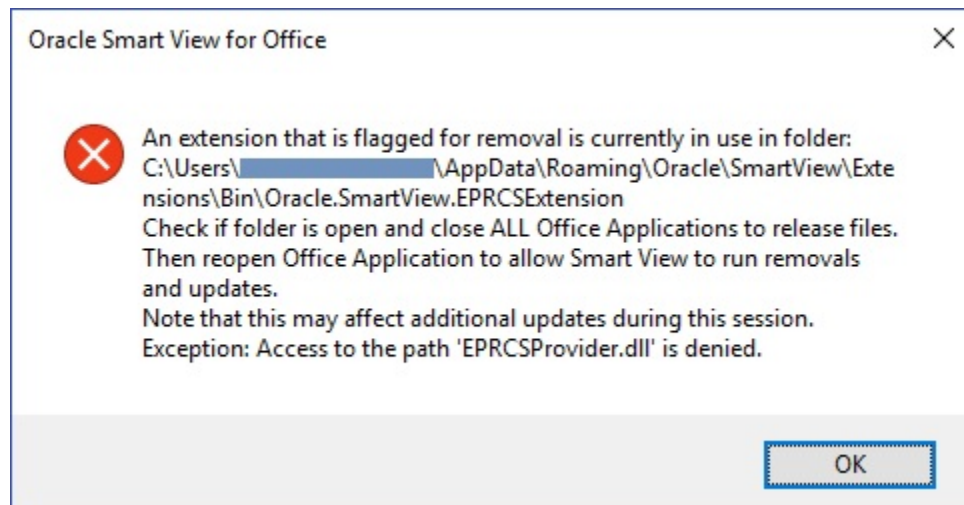 Oracle Smart View for Office
An extension that is flagged for removal is currently in use in folder:
C:\Users\ \AppData\Roaming\Oracle\SmartView\Exte
nsions\Bin\Oracle.SmartView.EPRCSExtension
Check if folder is open and close ALL Office Applications to release files.
Then reopen Office Application to allow Smart View to run removals
and updates.
Note that this may affect additional updates during this session.
Exception: Access to the path 'EPRCSProvider.dll' is denied.
OK